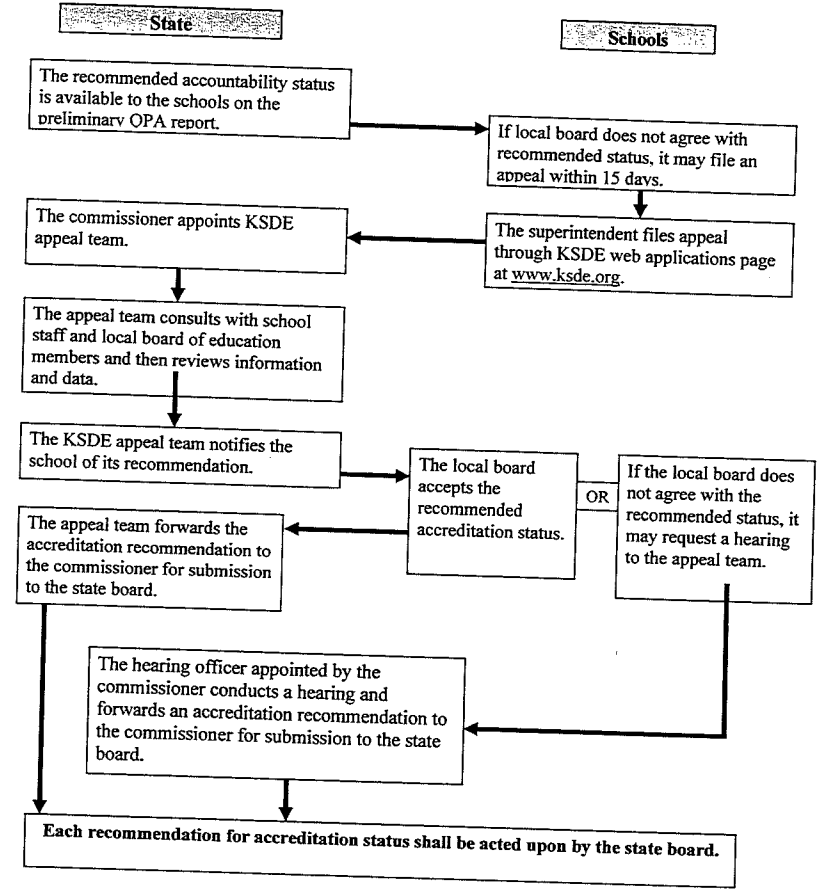 State
Schools
The recommended accountability status
is available to the schools on the
preliminary QPA report.
If local board does not agree with
recommended status, it may file an
appeal within 15 days.
The superintendent files appeal
through KSDE web applications page
at www.ksde.org.
The commissioner appoints KSDE
appeal team.
The appeal team consults with school
staff and local board of education
members and then reviews information
and data.
The KSDE appeal team notifies the
school of its recommendation.
The local board
accepts the
recommended
accreditation status.
OR
If the local board does
not agree with the
recommended status, it
may request a hearing
to the appeal team.
The appeal team forwards the
accreditation recommendation to
the commissioner for submission
to the state board.
The hearing officer appointed by the
commissioner conducts a hearing and
forwards an accreditation recommendation to
the commissioner for submission to the state
board.
Each recommendation for accreditation status shall be acted upon by the state board.